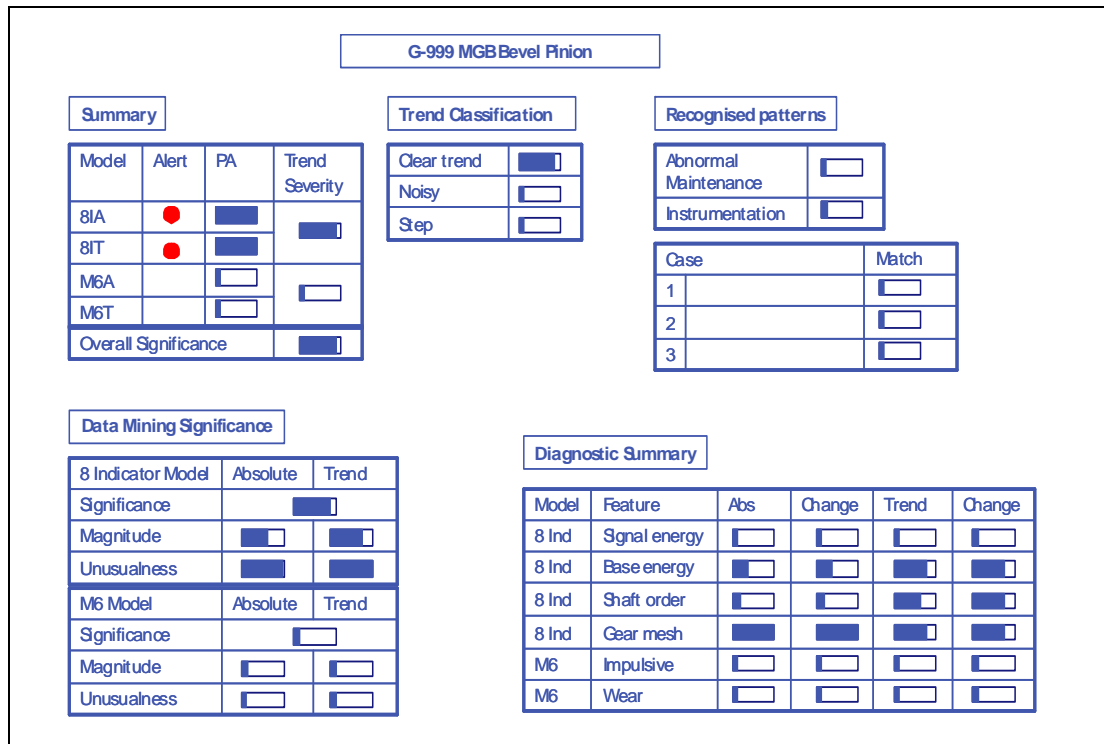 G-999 MGB Bevel Pinion
Summary
Trend Classification
Recognised patterns
Model Alert PA Trend
Severity
8IA
8IT
M6A
M6T
Overall Significance
Clear trend
Noisy
Step
Abnormal
Maintenance
Instrumentation
Case Match
1
2
3
Data Mining Significance
8 Indicator Model Absolute Trend
Significance
Magnitude
Unusualness
M6 Model Absolute Trend
Significance
Magnitude
Unusualness
Diagnostic Summary
Model Feature Abs Change Trend Change
8 Ind Signal energy
8 Ind Base energy
8 Ind Shaft order
8 Ind Gear mesh
M6 Impulsive
M6 Wear